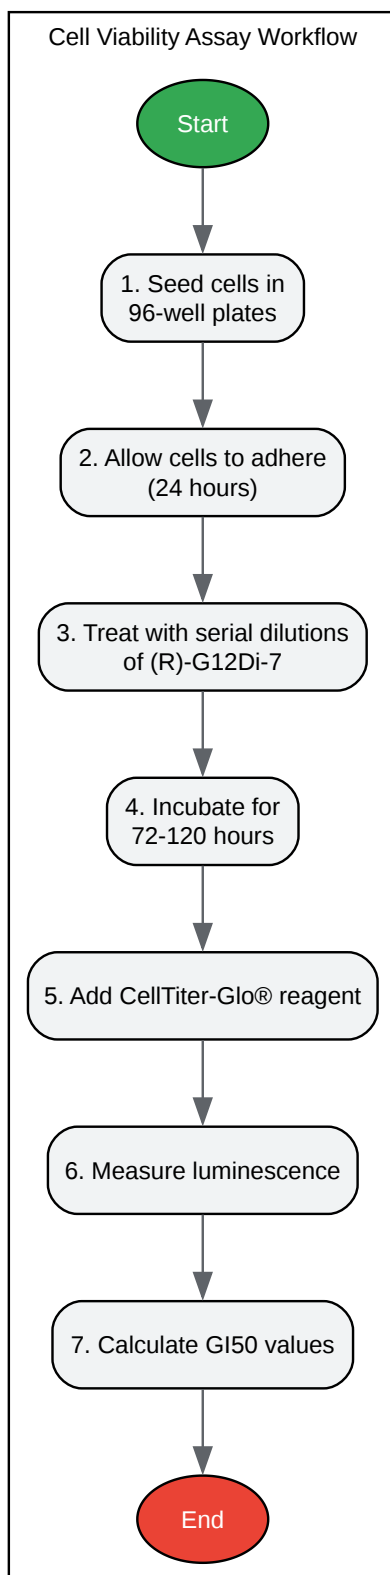 Cell Viability Assay Workflow
Start
1. Seed cells in
96-well plates
2. Allow cells to adhere
(24 hours)
3. Treat with serial dilutions
of (R)-G12Di-7
4. Incubate for
72-120 hours
5. Add CellTiter-Glo® reagent
6. Measure luminescence
7. Calculate GI50 values
End